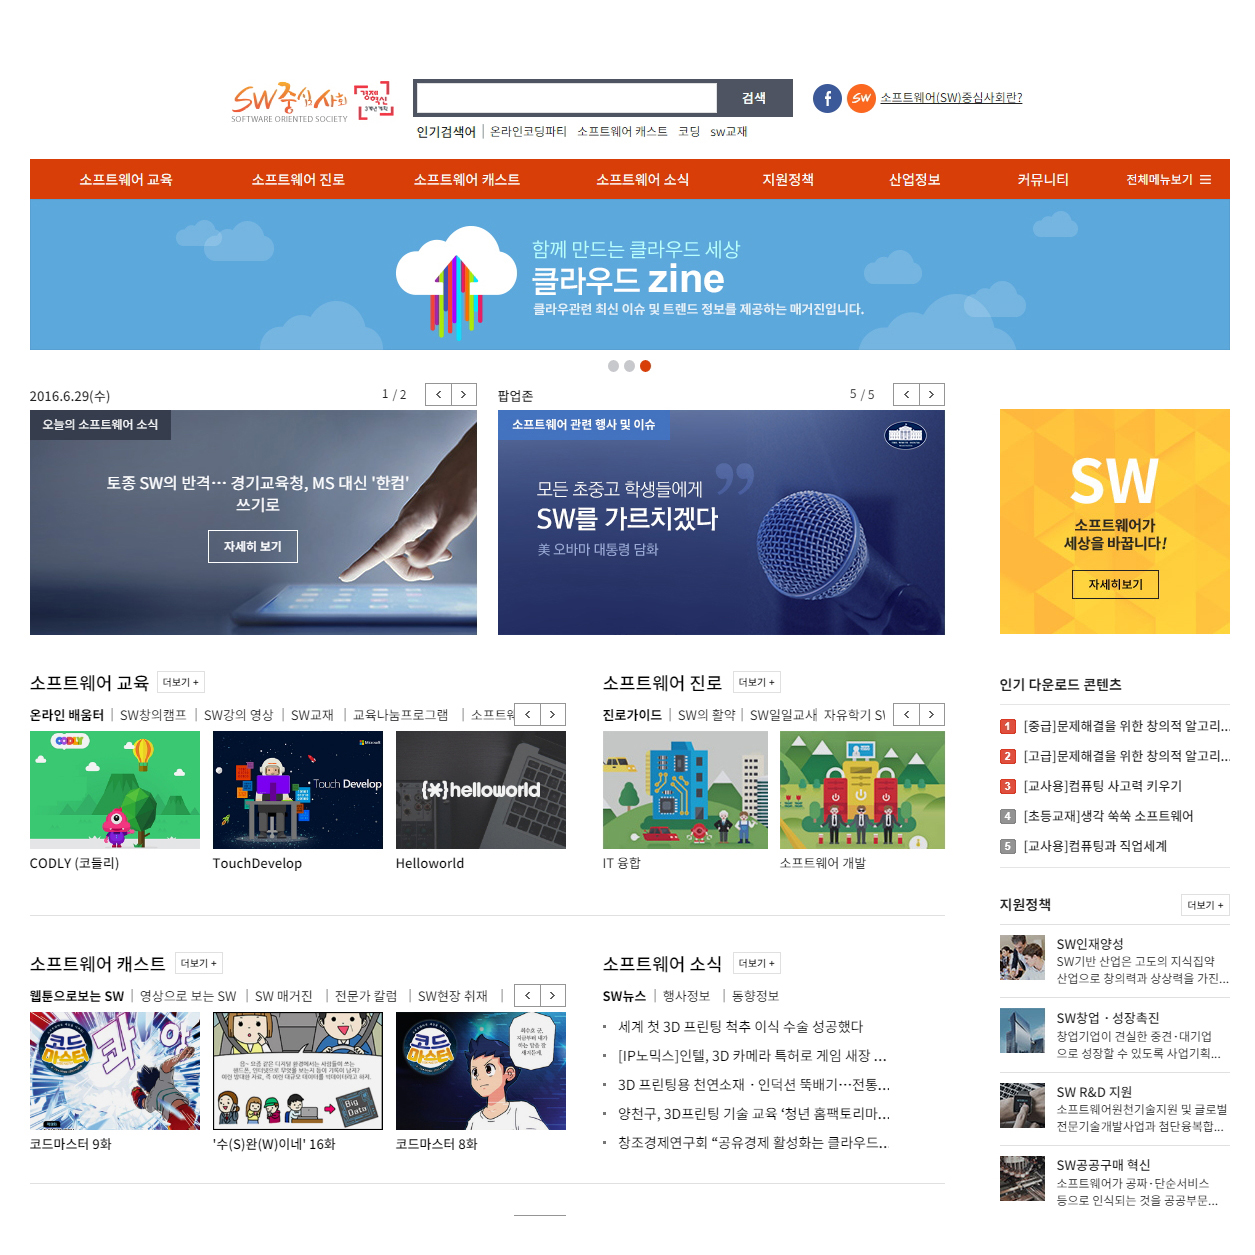 SW중심사회
SOFTWARE ORIENTED SOCIETY
경제혁신
3개년 계획
검색
f
SW
소프트웨어(SW)중심사회란?
인기검색어 | 온라인코딩파티 소프트웨어 캐스트 코딩 sw교재
소프트웨어 교육 소프트웨어 진로 소프트웨어 캐스트 소프트웨어 소식 지원정책 산업정보 커뮤니티 전체메뉴보기
함께 만드는 클라우드 세상
클라우드 zine
클라우관련 최신 이슈 및 트렌드 정보를 제공하는 매거진입니다.
2016.6.29(수)
1 / 2
오늘의 소프트웨어 소식
토종 SW의 반격… 경기교육청, MS 대신 '한컴'
쓰기로
자세히 보기
팝업존
5 / 5
소프트웨어 관련 행사 및 이슈
모든 초중고 학생들에게
SW를 가르치겠다
美 오바마 대통령 담화
SW
소프트웨어가
세상을 바꿉니다!
자세히보기
소프트웨어 교육 더보기 +
온라인 배움터 | SW창의캠프 | SW강의 영상 | SW교재 | 교육나눔프로그램 | 소프트웨
CODLY
Microsoft
Touch Develop
{*}helloworld
CODY (코들리)
TouchDevelop
Helloworld
소프트웨어 진로 더보기 +
진로가이드 | SW의 활약 | SW일일교사 자유학기 SW
IT 융합
소프트웨어 개발
인기 다운로드 콘텐츠
1 [중급]문제해결을 위한 창의적 알고리...
2 [고급]문제해결을 위한 창의적 알고리...
3 [교사용]컴퓨팅 사고력 키우기
4 [초등교재]생각 쑥쑥 소프트웨어
5 [교사용]컴퓨팅과 직업세계
지원정책 더보기 +
SW인재양성
SW기반 산업은 고도의 지식집약
산업으로 창의력과 상상력을 가진...
SW창업・성장촉진
창업기업이 견실한 중견·대기업
으로 성장할 수 있도록 사업기획...
SW R&D 지원
소프트웨어원천기술지원 및 글로벌
전문기술개발사업과 첨단융복합...
SW공공구매 혁신
소프트웨어가 공짜·단순서비스
등으로 인식되는 것을 공공부문...
소프트웨어 캐스트 더보기 +
웹툰으로보는 SW | 영상으로 보는 SW | SW 매거진 | 전문가 칼럼 | SW현장 취재 |
코드마스터
콰아
Big Data
코드마스터
코드마스터 9화
'수(S)완(W)이네' 16화
코드마스터 8화
소프트웨어 소식 더보기 +
SW뉴스 | 행사정보 | 동향정보
세계 첫 3D 프린팅 척추 이식 수술 성공했다
[IP노믹스]인텔, 3D 카메라 특허로 게임 새장 ...
3D 프린팅용 천연소재・인덕션 뚝배기…전통...
양천구, 3D프린팅 기술 교육 ‘청년 홈팩토리마...
창조경제연구회 “공유경제 활성화는 클라우드...